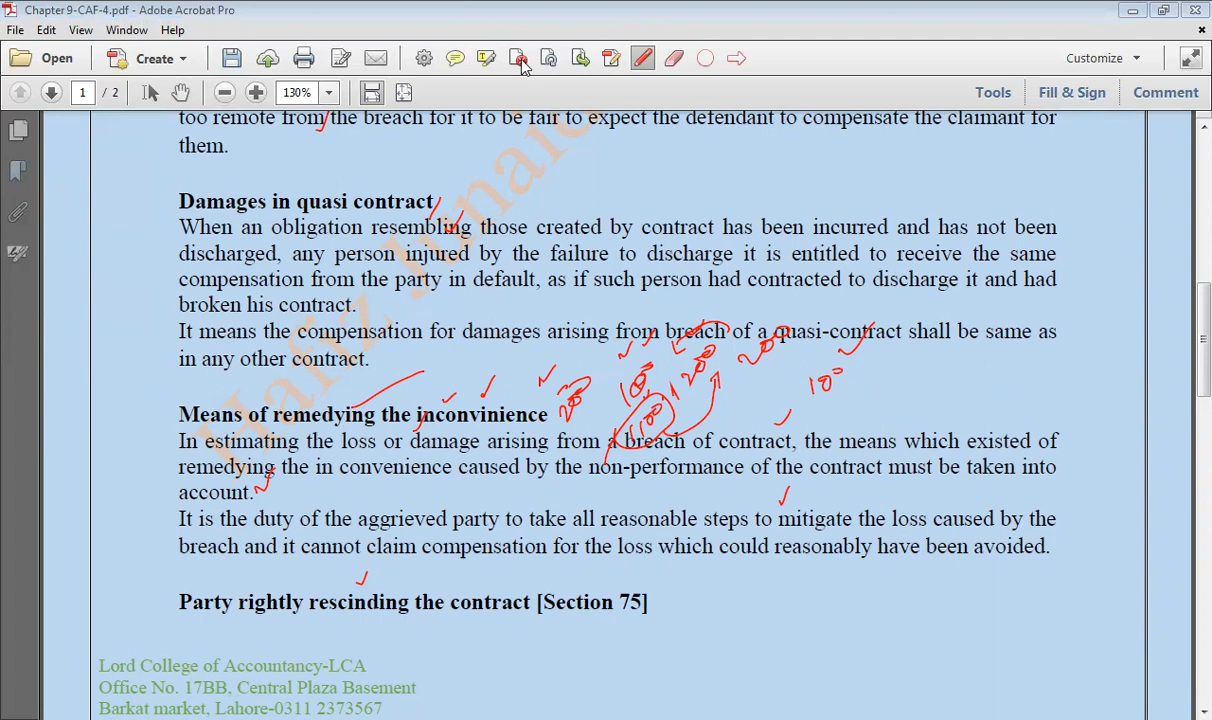 Chapter 9-CAF-4.pdf - Adobe Acrobat Pro
File Edit View Window Help
Open Create Customize
1 / 2 130% Tools Fill & Sign Comment
too remote from the breach for it to be fair to expect the defendant to compensate the claimant for
them.
Damages in quasi contract
When an obligation resembling those created by contract has been incurred and has not been
discharged, any person injured by the failure to discharge it is entitled to receive the same
compensation from the party in default, as if such person had contracted to discharge it and had
broken his contract.
It means the compensation for damages arising from breach of a quasi-contract shall be same as
in any other contract.
200 200
100
Means of remedying the inconvinience
In estimating the loss or damage arising from a breach of contract, the means which existed of
remedying the in convenience caused by the non-performance of the contract must be taken into
account.
It is the duty of the aggrieved party to take all reasonable steps to mitigate the loss caused by the
breach and it cannot claim compensation for the loss which could reasonably have been avoided.
Party rightly rescinding the contract [Section 75]
Lord College of Accountancy-LCA
Office No. 17BB, Central Plaza Basement
Barkat market, Lahore-0311 2373567
Hafiz Junaid